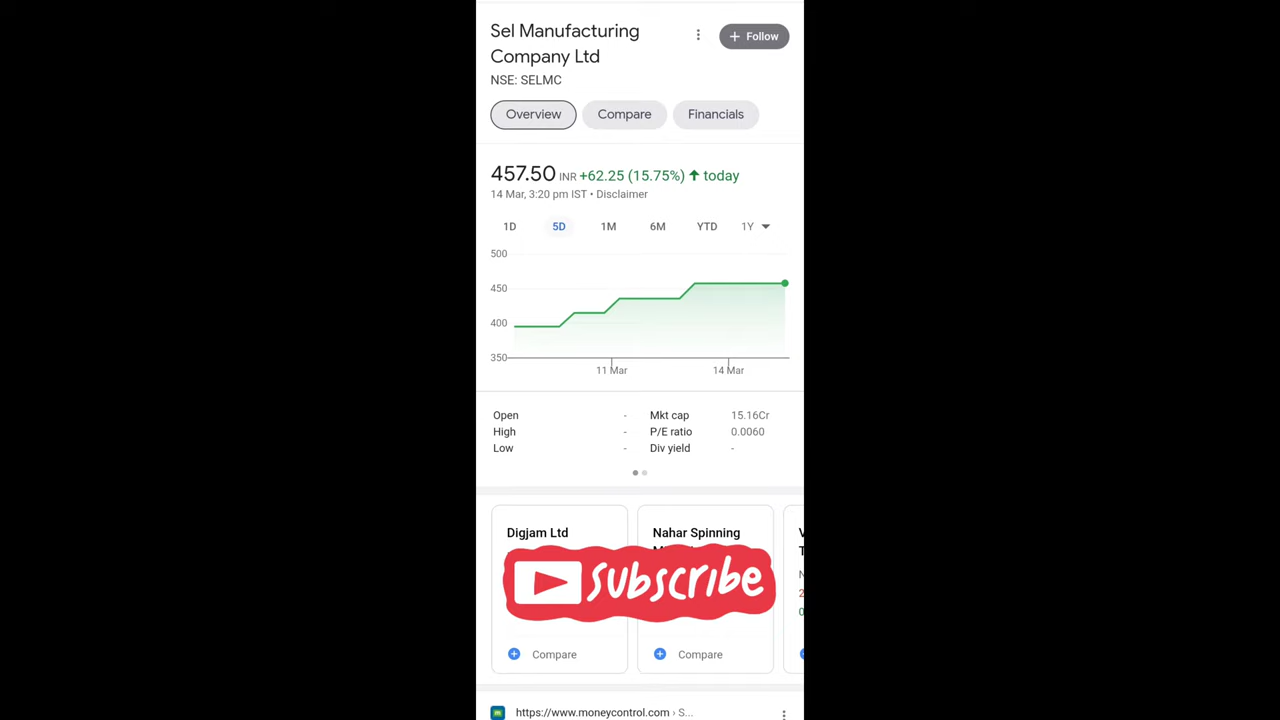 Sel Manufacturing
Company Ltd
+ Follow
NSE: SELMC
Overview Compare Financials
457.50 INR +62.25 (15.75%) ↑ today
14 Mar, 3:20 pm IST • Disclaimer
1D 5D 1M 6M YTD 1Y
500
450
400
350
11 Mar 14 Mar
Open - Mkt cap 15.16Cr
High - P/E ratio 0.0060
Low - Div yield -
Digjam Ltd Nahar Spinning
Subscribe
Compare Compare
https://www.moneycontrol.com › S...